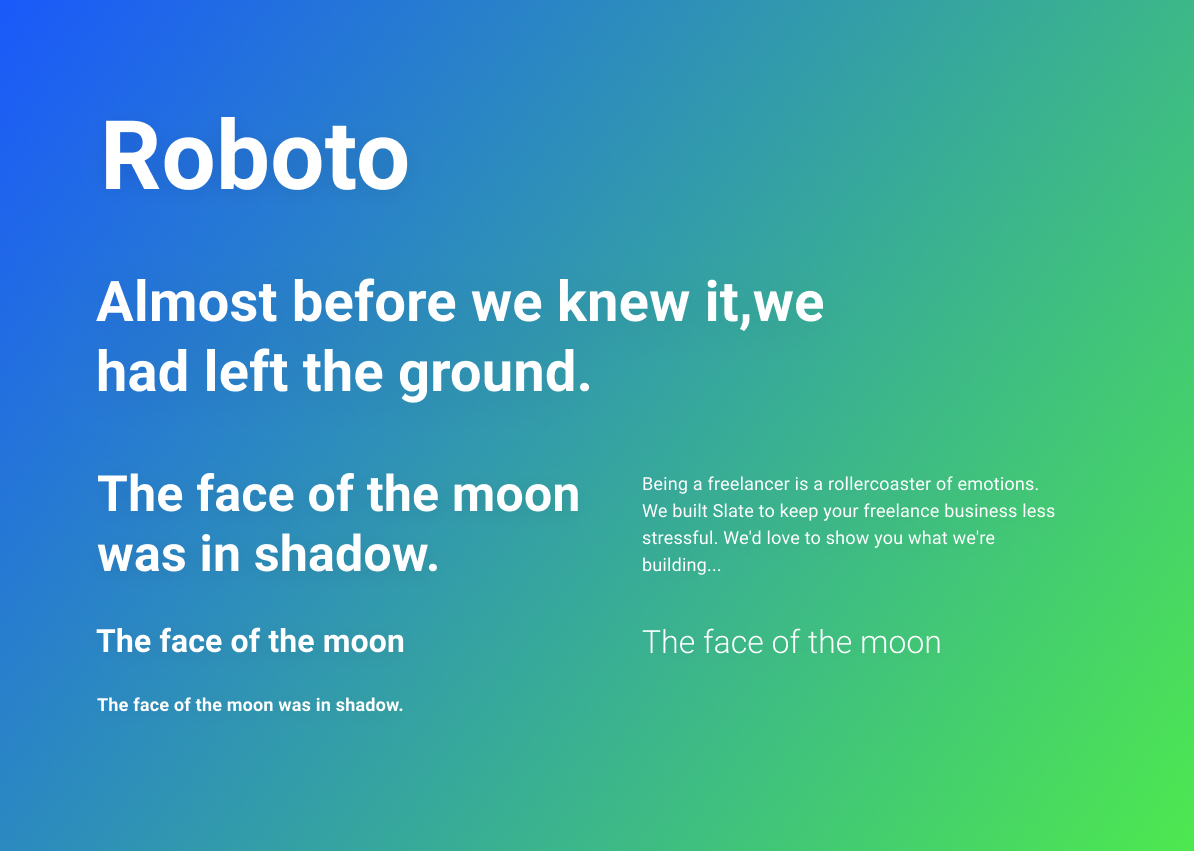 Roboto
Almost before we knew it,we
had left the ground.
The face of the moon
was in shadow.
Being a freelancer is a rollercoaster of emotions.
We built Slate to keep your freelance business less
stressful. We'd love to show you what we're
building...
The face of the moon
The face of the moon
The face of the moon was in shadow.